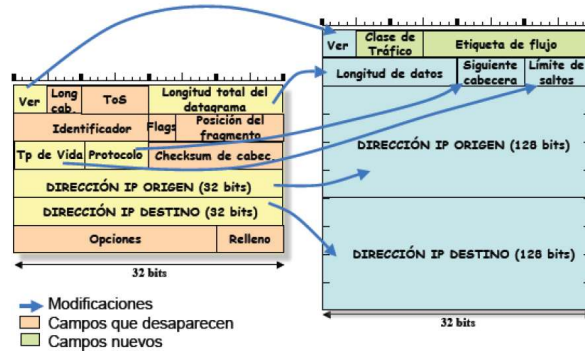 Ver
Long
cab.
ToS
Longitud total del
datagrama
Identificador
Flags
Posición del
fragmento
Tp de Vida
Protocolo
Checksum de cabec.
DIRECCIÓN IP ORIGEN (32 bits)
DIRECCIÓN IP DESTINO (32 bits)
Opciones
Relleno
32 bits
Modificaciones
Campos que desaparecen
Campos nuevos
Ver
Clase de
Tráfico
Etiqueta de flujo
Longitud de datos
Siguiente
cabecera
Límite de
saltos
DIRECCIÓN IP ORIGEN (128 bits)
DIRECCIÓN IP DESTINO (128 bits)
32 bits